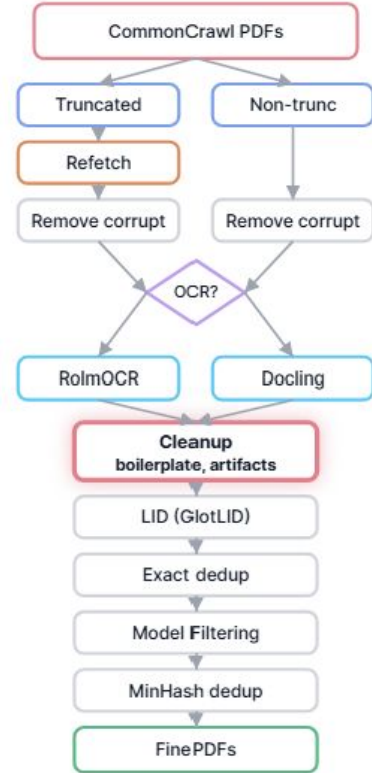 CommonCrawl PDFs
Truncated
Non-trunc
Refetch
Remove corrupt
Remove corrupt
OCR?
RolmOCR
Docling
Cleanup
boilerplate, artifacts
LID (GlotLID)
Exact dedup
Model Filtering
MinHash dedup
FinePDFs